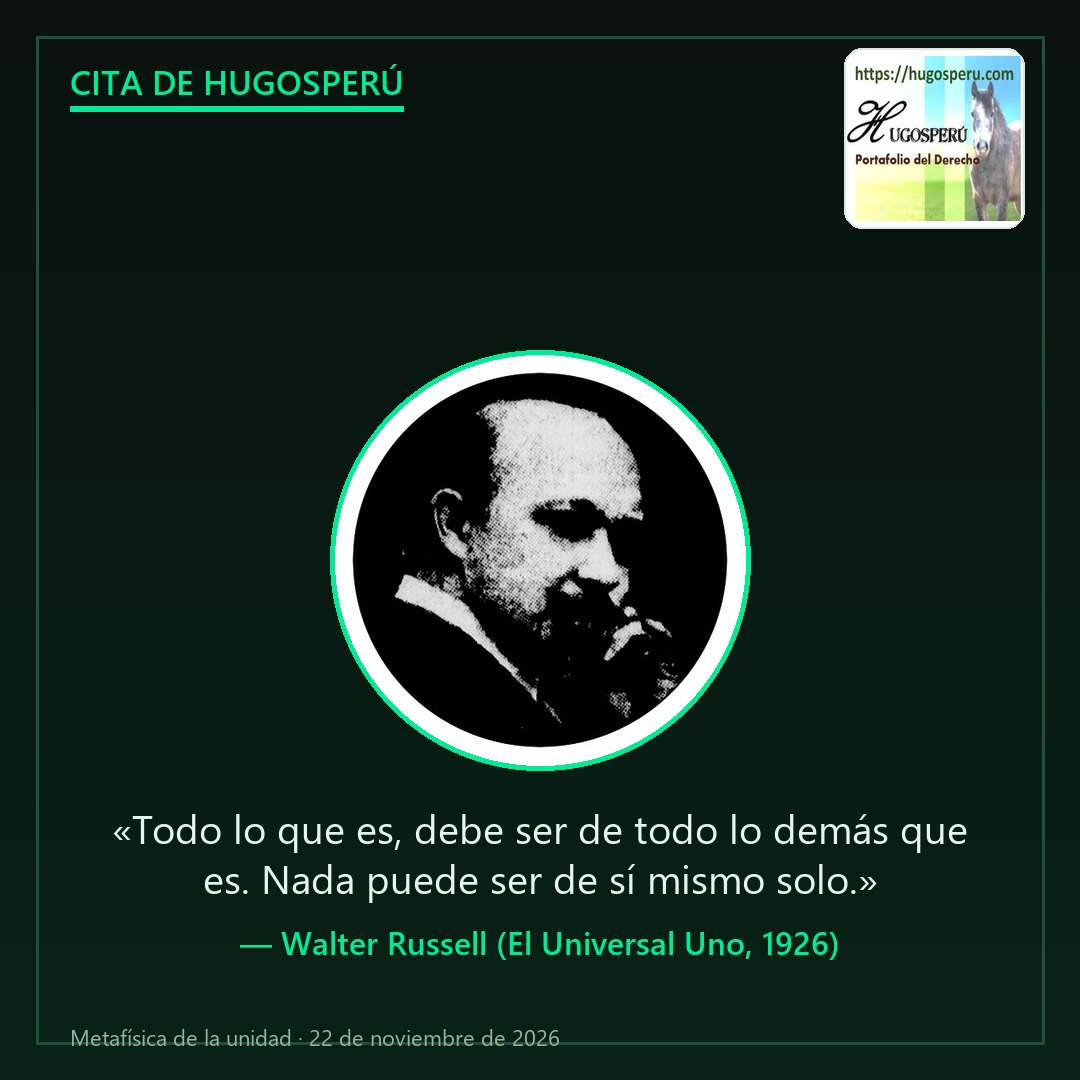 CITA DE HUGOSPERÚ
https://hugosperu.com
HUGOSPERÚ
Portafolio del Derecho
«Todo lo que es, debe ser de todo lo demás que
es. Nada puede ser de sí mismo solo.»
— Walter Russell (El Universal Uno, 1926)
Metafísica de la unidad · 22 de noviembre de 2026